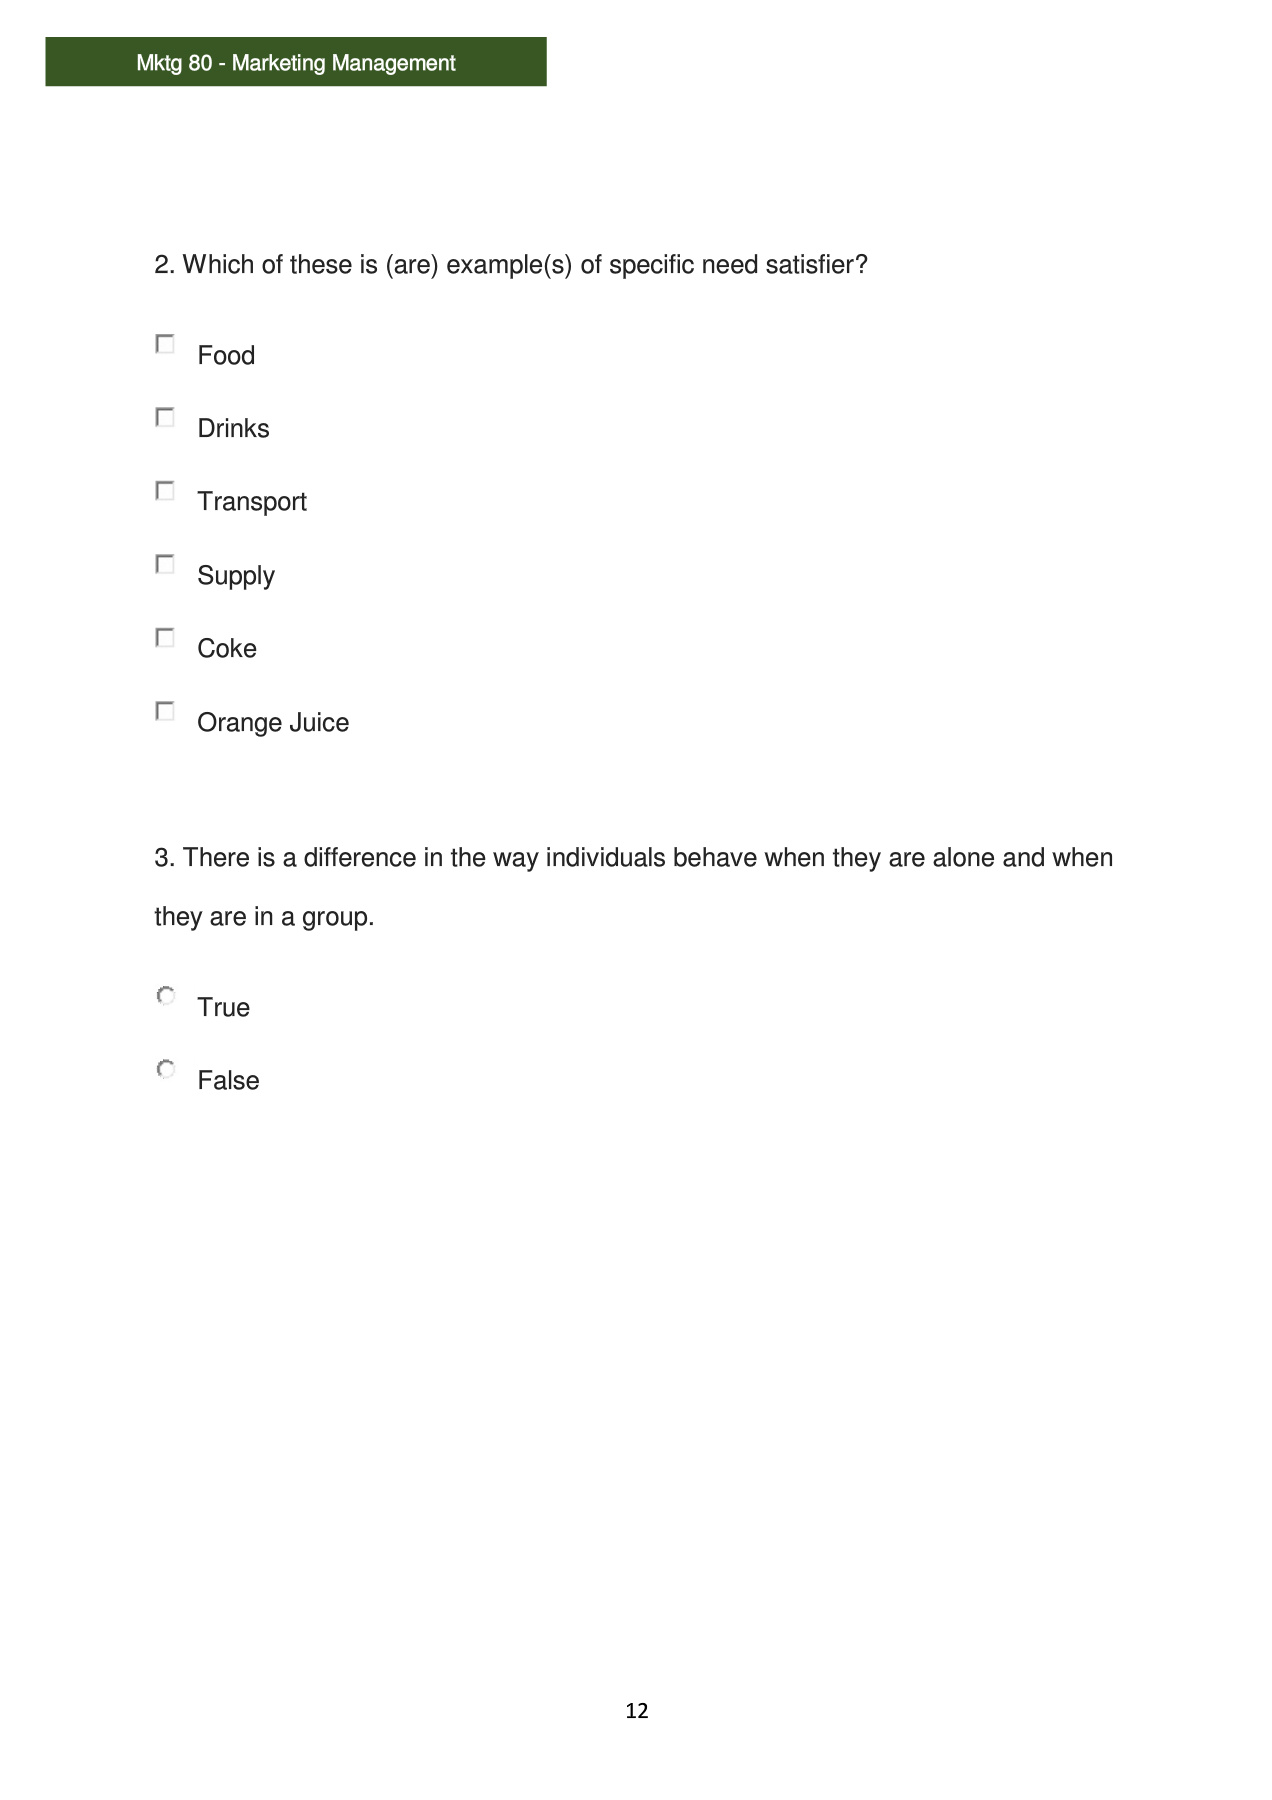 Mktg 80 - Marketing Management
2. Which of these is (are) example(s) of specific need satisfier?
Food
Drinks
Transport
Supply
Coke
Orange Juice
3. There is a difference in the way individuals behave when they are alone and when
they are in a group.
True
False
12